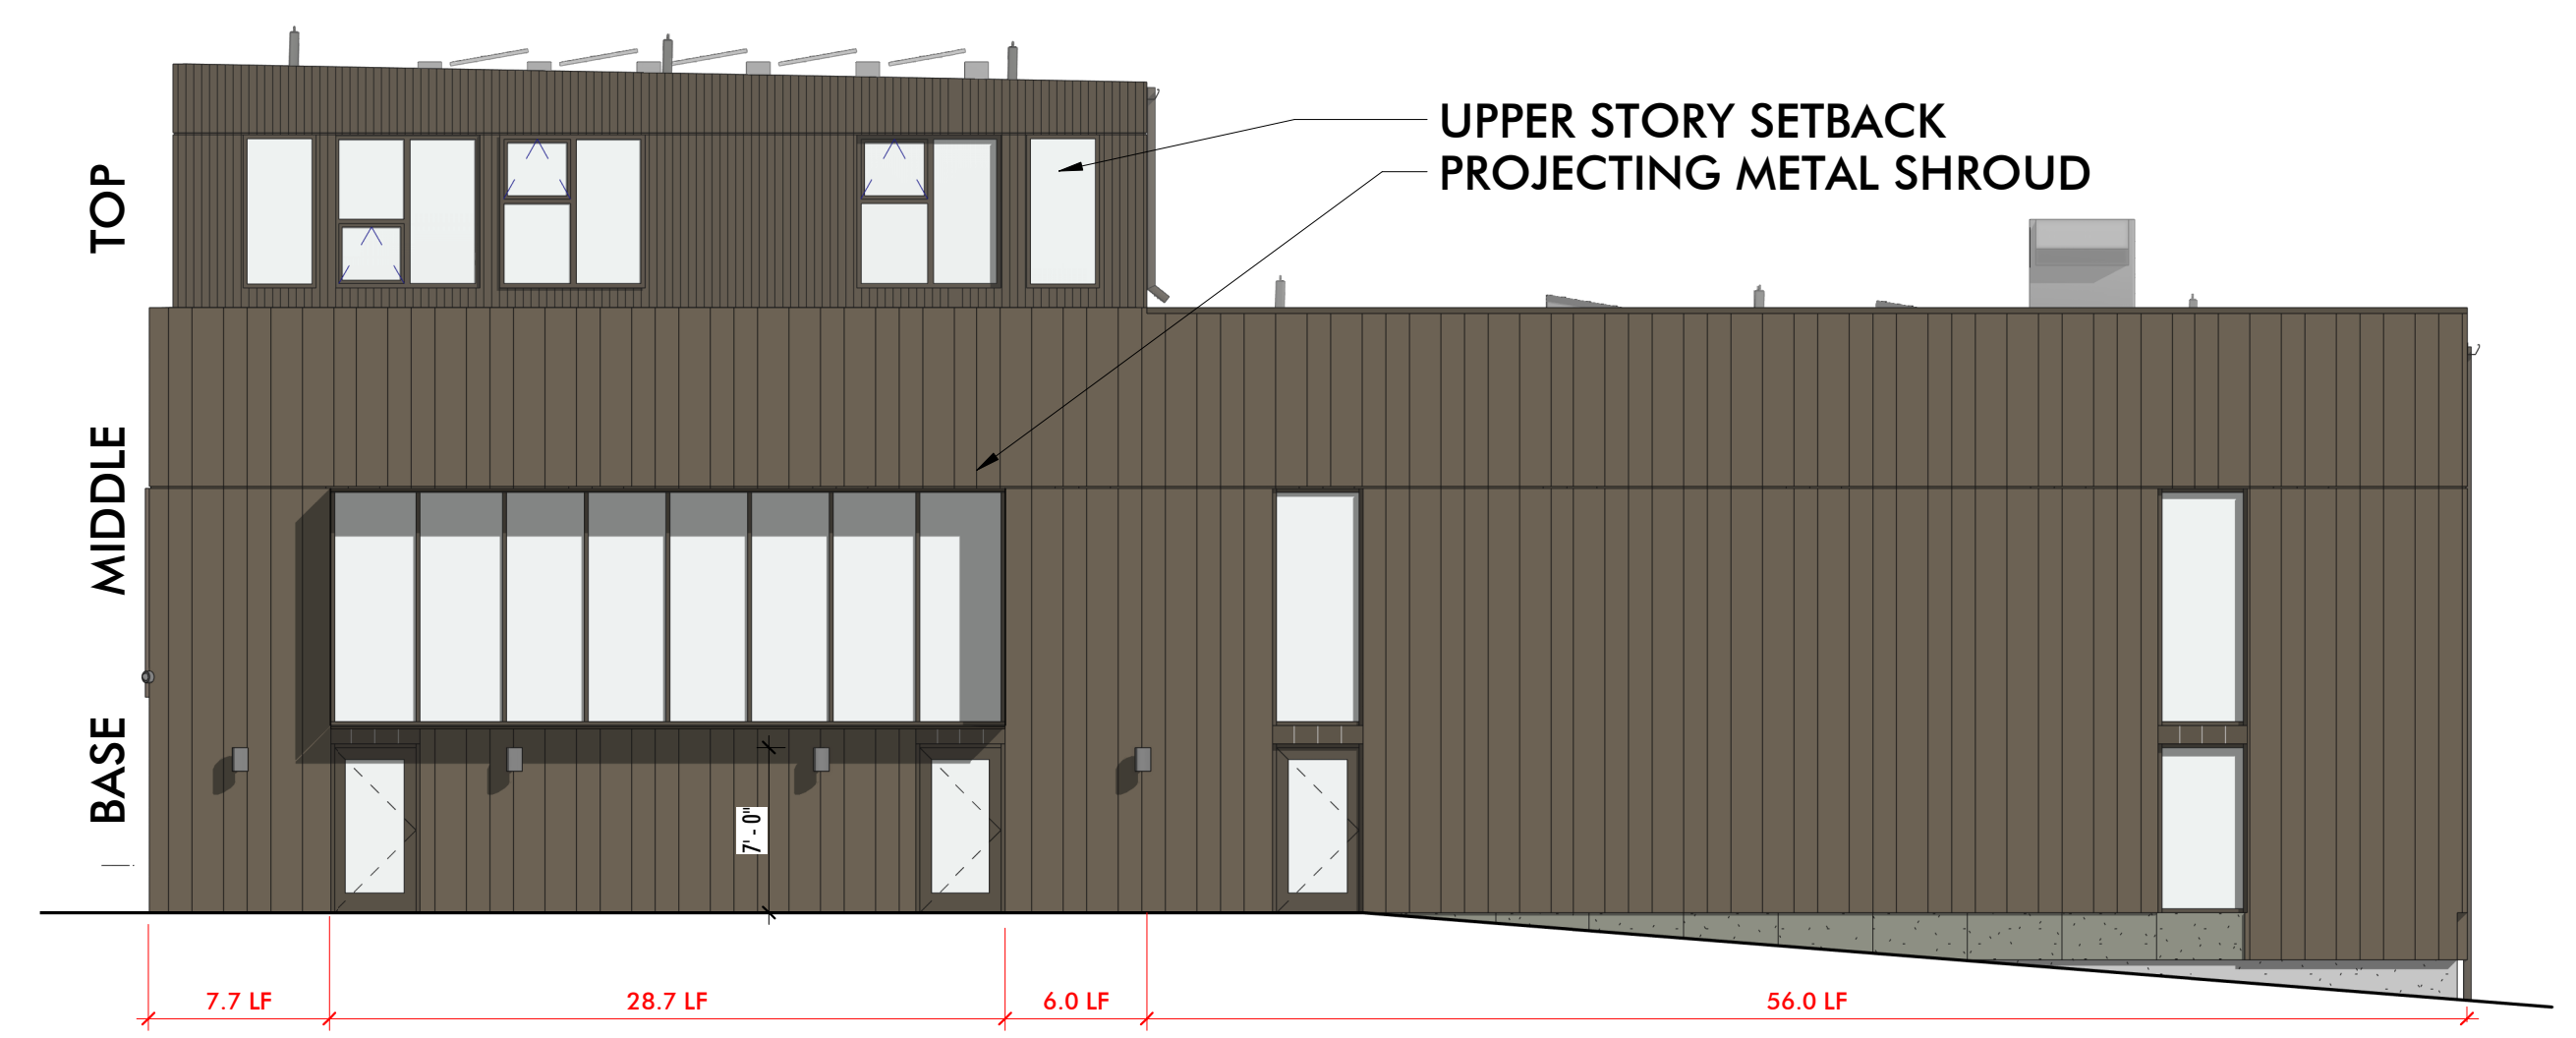 UPPER STORY SETBACK
PROJECTING METAL SHROUD
TOP
MIDDLE
BASE
7' - 0"
7.7 LF
28.7 LF
6.0 LF
56.0 LF